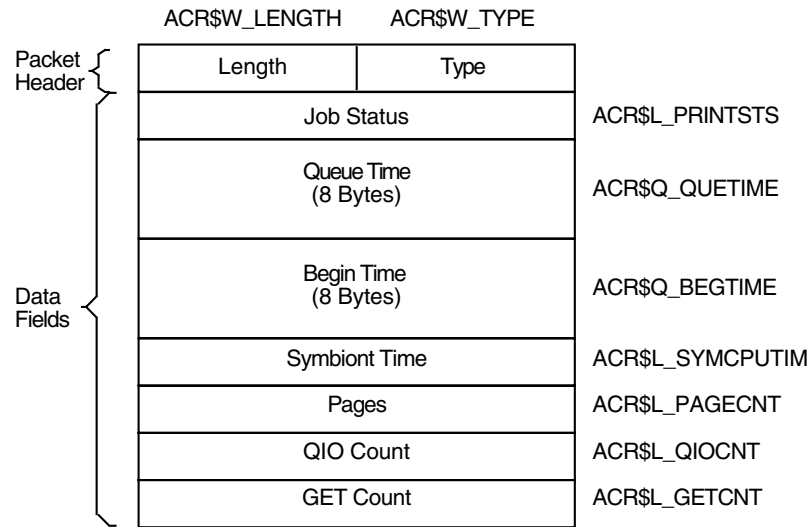 ACR$W_LENGTH ACR$W_TYPE
Packet
Header
Length Type
Job Status ACR$L_PRINTSTS
Queue Time
(8 Bytes)
ACR$Q_QUETIME
Begin Time
(8 Bytes)
ACR$Q_BEGTIME
Data
Fields
Symbiont Time ACR$L_SYMCPUTIM
Pages ACR$L_PAGECNT
QIO Count ACR$L_QIOCNT
GET Count ACR$L_GETCNT